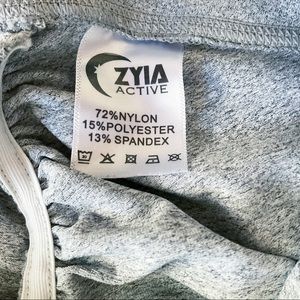 ZYIA
ACTIVE
72%NYLON
15%POLYESTER
13% SPANDEX